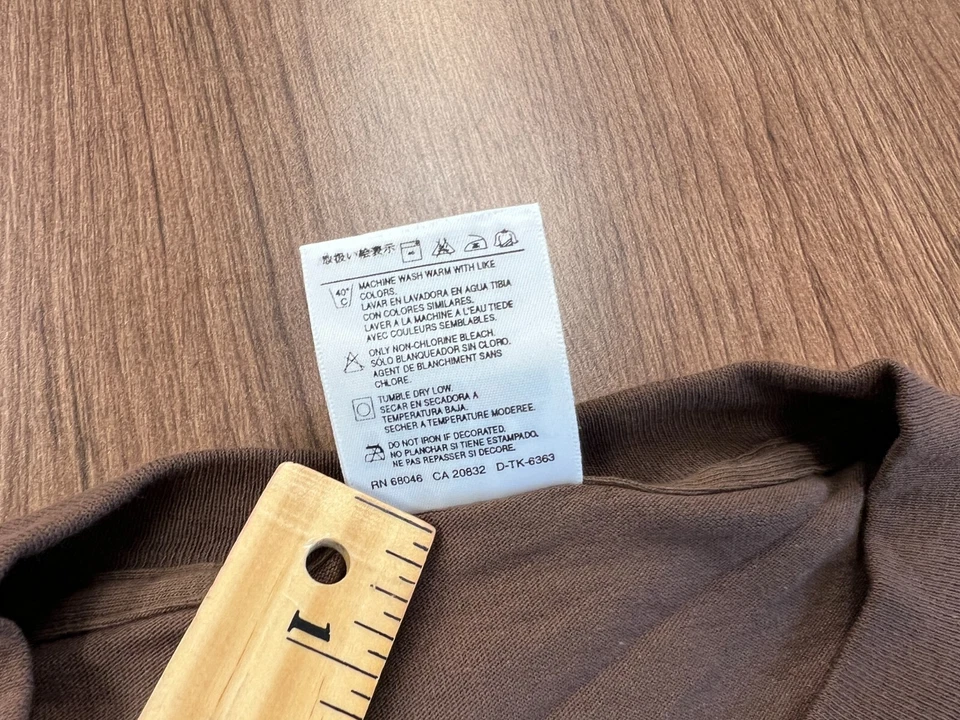 取扱い絵表示
40°
C
MACHINE WASH WARM WITH LIKE
COLORS.
LAVAR EN LAVADORA EN AGUA TIBIA
CON COLORES SIMILARES.
LAVER A LA MACHINE A L'EAU TIEDE
AVEC COULEURS SEMBLABLES.
ONLY NON-CHLORINE BLEACH.
SÓLO BLANQUEADOR SIN CLORO.
AGENT DE BLANCHIMENT SANS
CHLORE.
TUMBLE DRY LOW.
SECAR EN SECADORA A
TEMPERATURA BAJA.
SECHER A TEMPERATURE MODEREE.
DO NOT IRON IF DECORATED.
NO PLANCHAR SI TIENE ESTAMPADO.
NE PAS REPASSER SI DECORE.
RN 68046 CA 20832 D-TK-6363
1